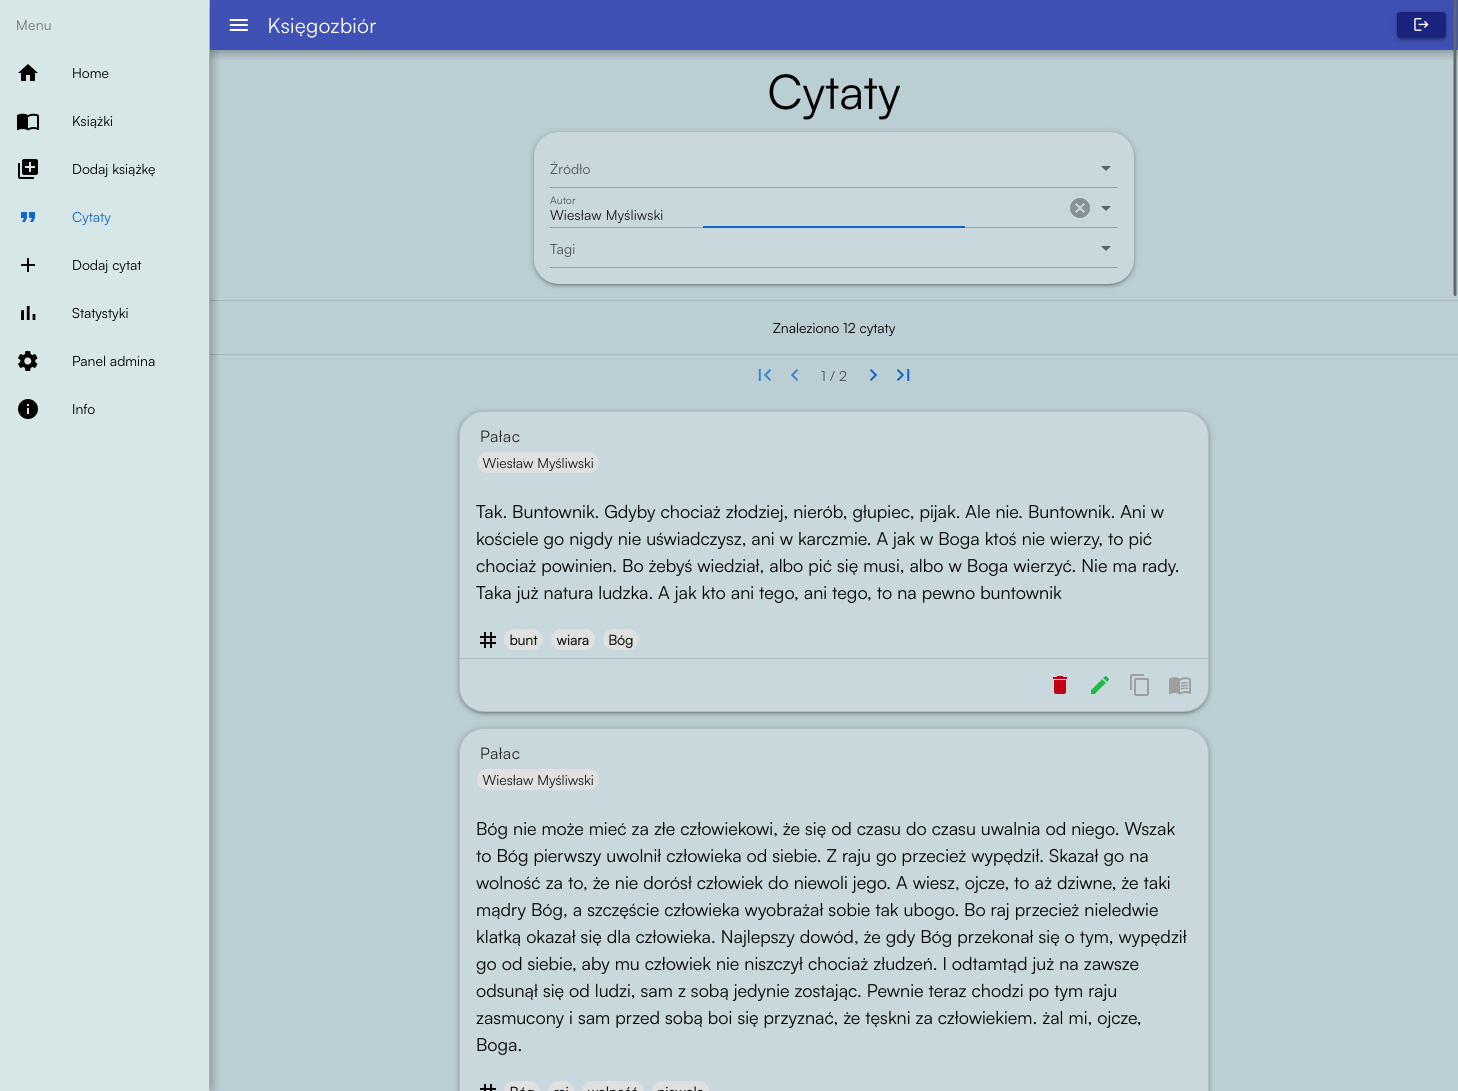 Menu
Home
Książki
Dodaj książkę
Cytaty
Dodaj cytat
Statystyki
Panel admina
Info
Księgozbiór
Cytaty
Źródło
Autor
Wiesław Myśliwski
Tagi
Znaleziono 12 cytaty
1 / 2
Pałac
Wiesław Myśliwski
Tak. Buntownik. Gdyby chociaż złodziej, nierób, głupiec, pijak. Ale nie. Buntownik. Ani w
kościele go nigdy nie uświadczysz, ani w karczmie. A jak w Boga ktoś nie wierzy, to pić
chociaż powinien. Bo żebyś wiedział, albo pić się musi, albo w Boga wierzyć. Nie ma rady.
Taka już natura ludzka. A jak kto ani tego, ani tego, to na pewno buntownik
# bunt wiara Bóg
Pałac
Wiesław Myśliwski
Bóg nie może mieć za złe człowiekowi, że się od czasu do czasu uwalnia od niego. Wszak
to Bóg pierwszy uwolnił człowieka od siebie. Z raju go przecież wypędził. Skazał go na
wolność za to, że nie dorósł człowiek do niewoli jego. A wiesz, ojcze, to aż dziwne, że taki
mądry Bóg, a szczęście człowieka wyobrażał sobie tak ubogo. Bo raj przecież nieledwie
klatką okazał się dla człowieka. Najlepszy dowód, że gdy Bóg przekonał się o tym, wypędził
go od siebie, aby mu człowiek nie niszczył chociaż złudzeń. I odtamtąd już na zawsze
odsunął się od ludzi, sam z sobą jedynie zostając. Pewnie teraz chodzi po tym raju
zasmucony i sam przed sobą boi się przyznać, że tęskni za człowiekiem. żal mi, ojcze,
Boga.
# Bóg raj wolność niewola